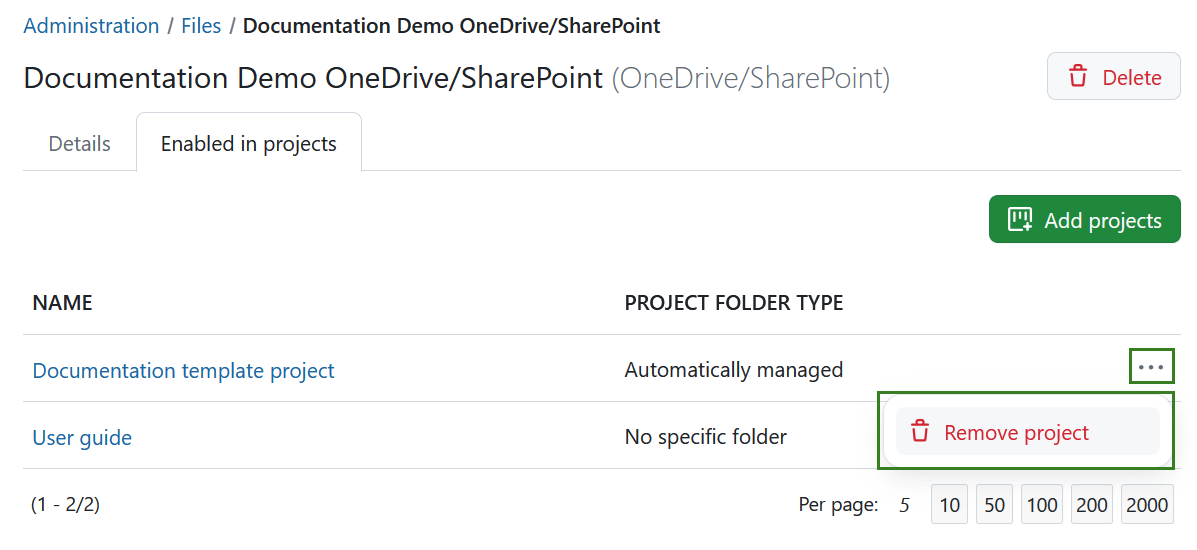 Administration / Files / Documentation Demo OneDrive/SharePoint
Documentation Demo OneDrive/SharePoint (OneDrive/SharePoint)
Delete
Details
Enabled in projects
Add projects
NAME
PROJECT FOLDER TYPE
Documentation template project
Automatically managed
User guide
No specific folder
Remove project
(1 - 2/2)
Per page: 5 10 50 100 200 2000